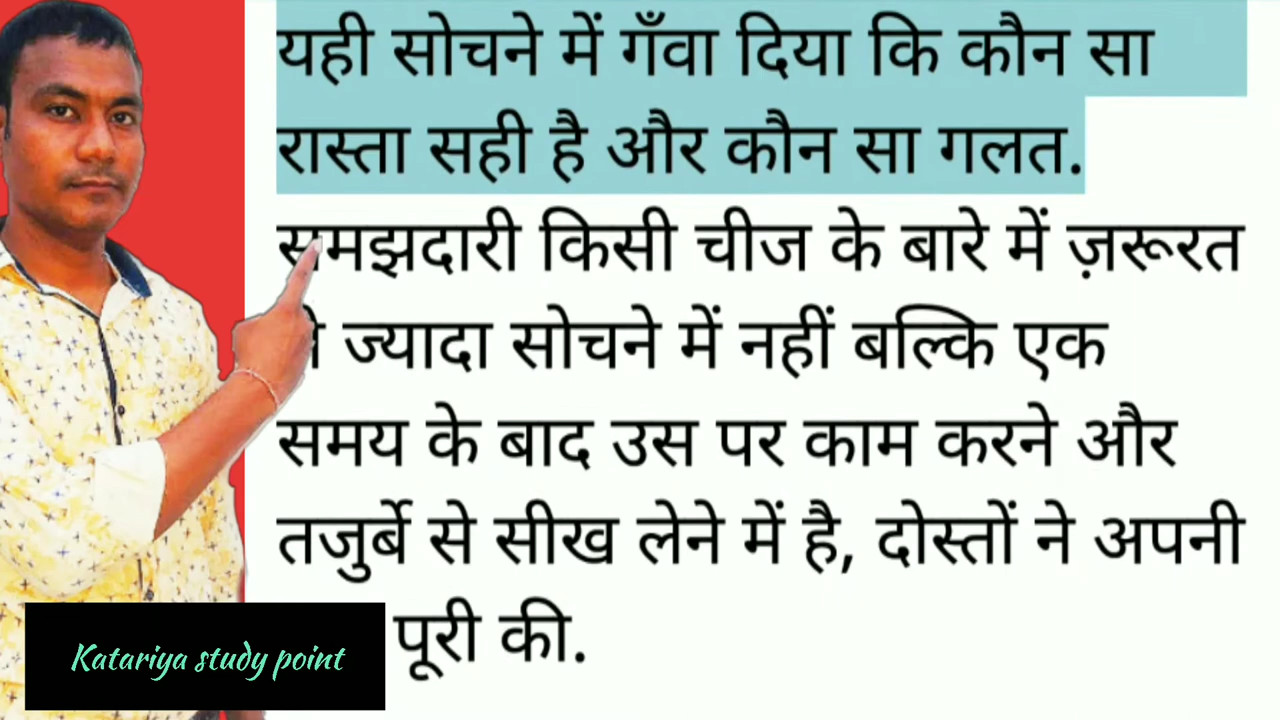 यही सोचने में गँवा दिया कि कौन सा
रास्ता सही है और कौन सा गलत.
समझदारी किसी चीज के बारे में ज़रूरत
ज्यादा सोचने में नहीं बल्कि एक
समय के बाद उस पर काम करने और
तजुर्बे से सीख लेने में है, दोस्तों ने अपनी
पूरी की.
Katariya study point